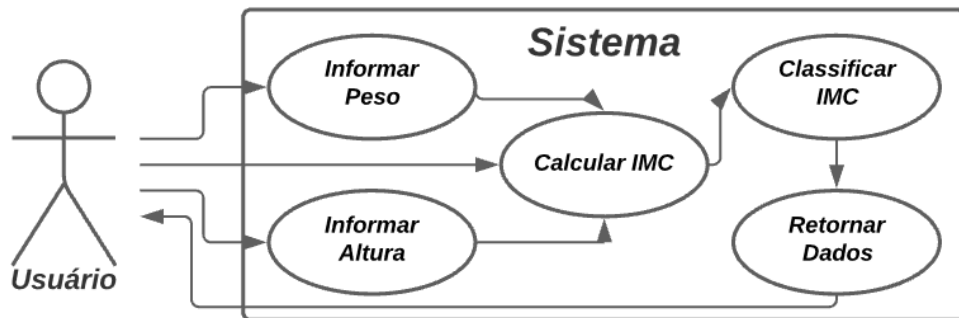 Sistema
Informar
Peso
Classificar
IMC
Calcular IMC
Informar
Altura
Retornar
Dados
Usuário